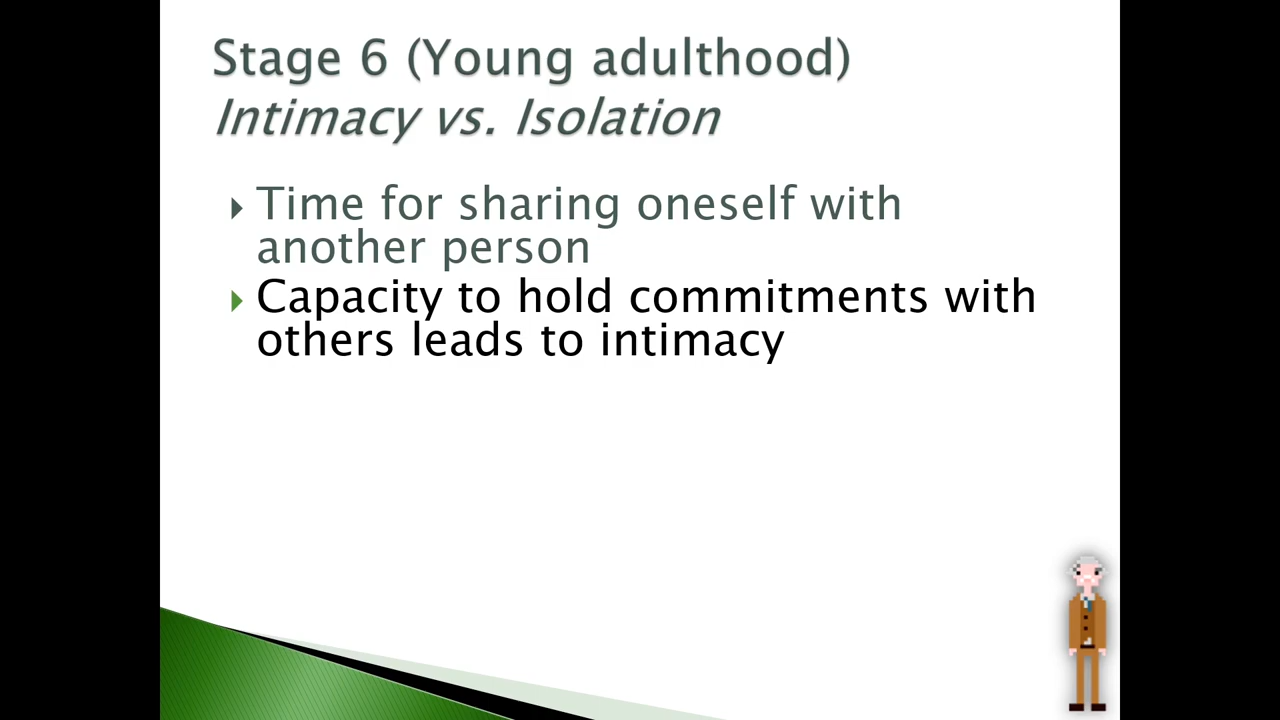 Stage 6 (Young adulthood)
Intimacy vs. Isolation
Time for sharing oneself with
another person
Capacity to hold commitments with
others leads to intimacy